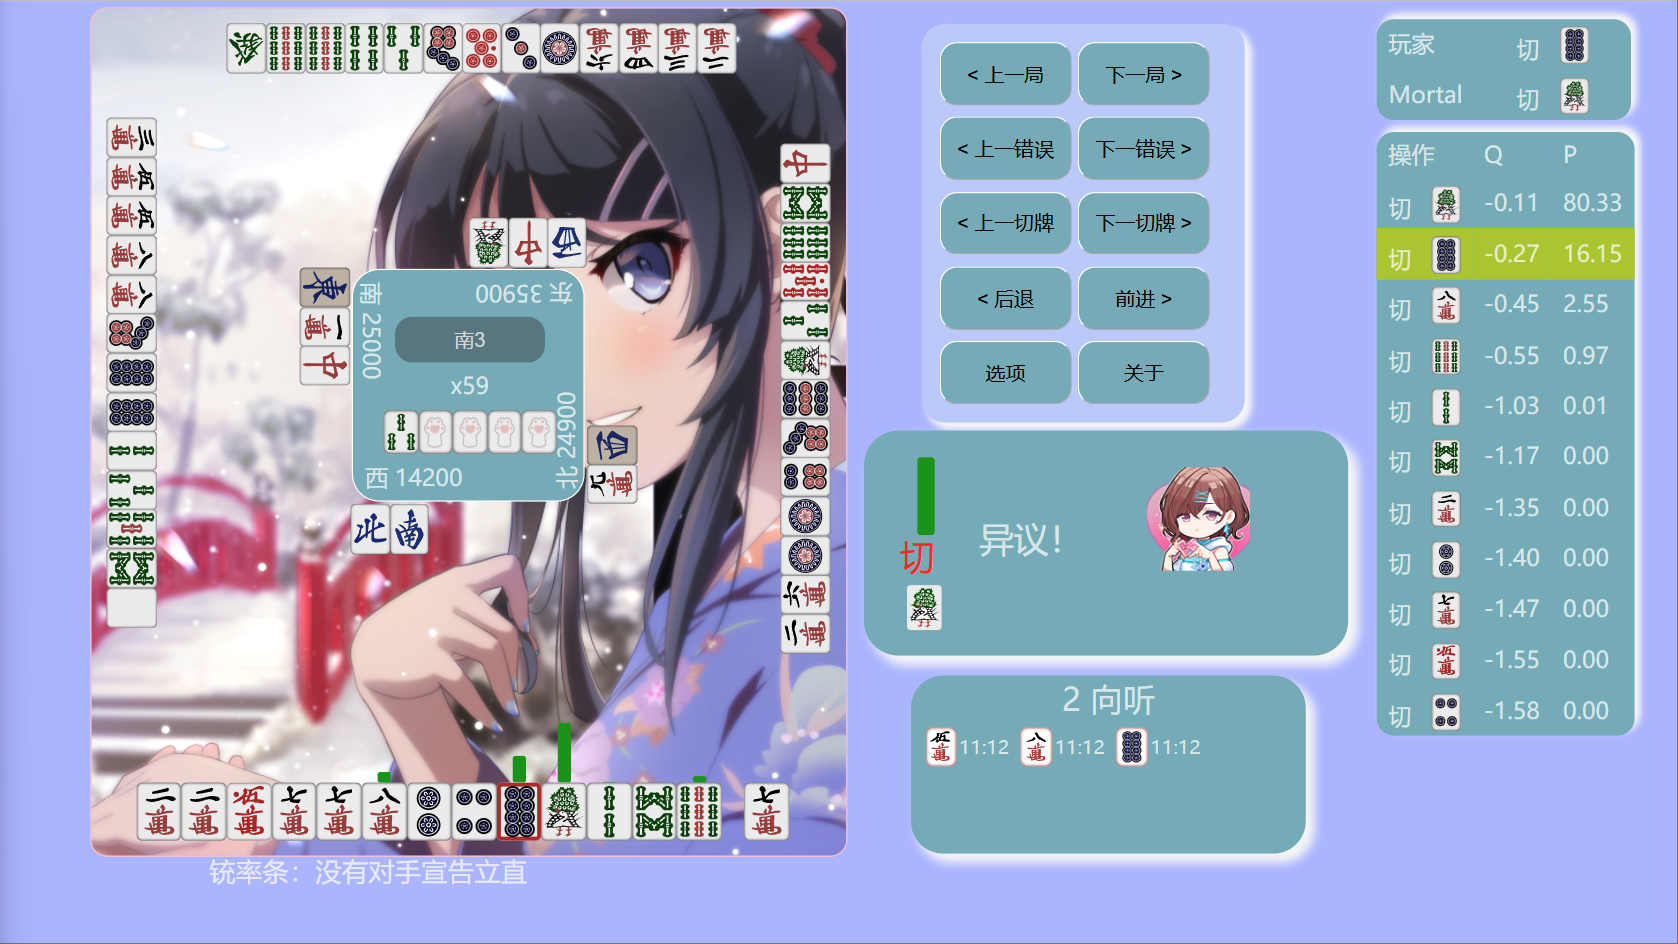 东 35900
南 25000
南3
x59
北 24900
西 14200
铳率条：没有对手宣告立直
< 上一局
下一局 >
< 上一错误
下一错误 >
< 上一切牌
下一切牌 >
< 后退
前进 >
选项
关于
切
异议！
2 向听
11:12
11:12
11:12
玩家 切
Mortal 切
操作 Q P
切 -0.11 80.33
切 -0.27 16.15
切 -0.45 2.55
切 -0.55 0.97
切 -1.03 0.01
切 -1.17 0.00
切 -1.35 0.00
切 -1.40 0.00
切 -1.47 0.00
切 -1.55 0.00
切 -1.58 0.00